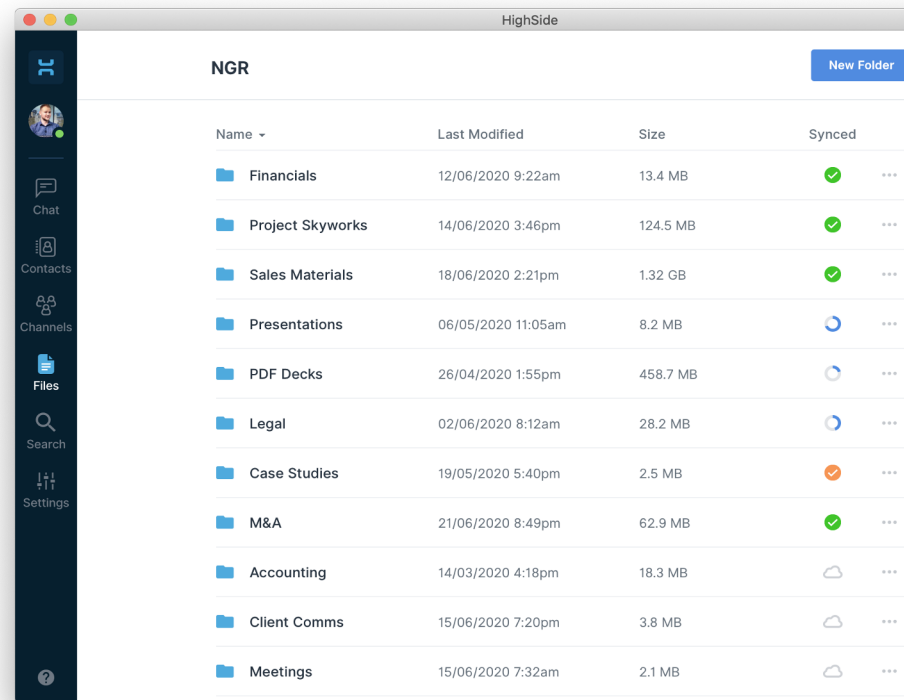 HighSide
NGR
New Folder
Name Last Modified Size Synced
Financials 12/06/2020 9:22am 13.4 MB
Project Skyworks 14/06/2020 3:46pm 124.5 MB
Sales Materials 18/06/2020 2:21pm 1.32 GB
Presentations 06/05/2020 11:05am 8.2 MB
PDF Decks 26/04/2020 1:55pm 458.7 MB
Legal 02/06/2020 8:12am 28.2 MB
Case Studies 19/05/2020 5:40pm 2.5 MB
M&A 21/06/2020 8:49pm 62.9 MB
Accounting 14/03/2020 4:18pm 18.3 MB
Client Comms 15/06/2020 7:20pm 3.8 MB
Meetings 15/06/2020 7:32am 2.1 MB
Chat
Contacts
Channels
Files
Search
Settings
?